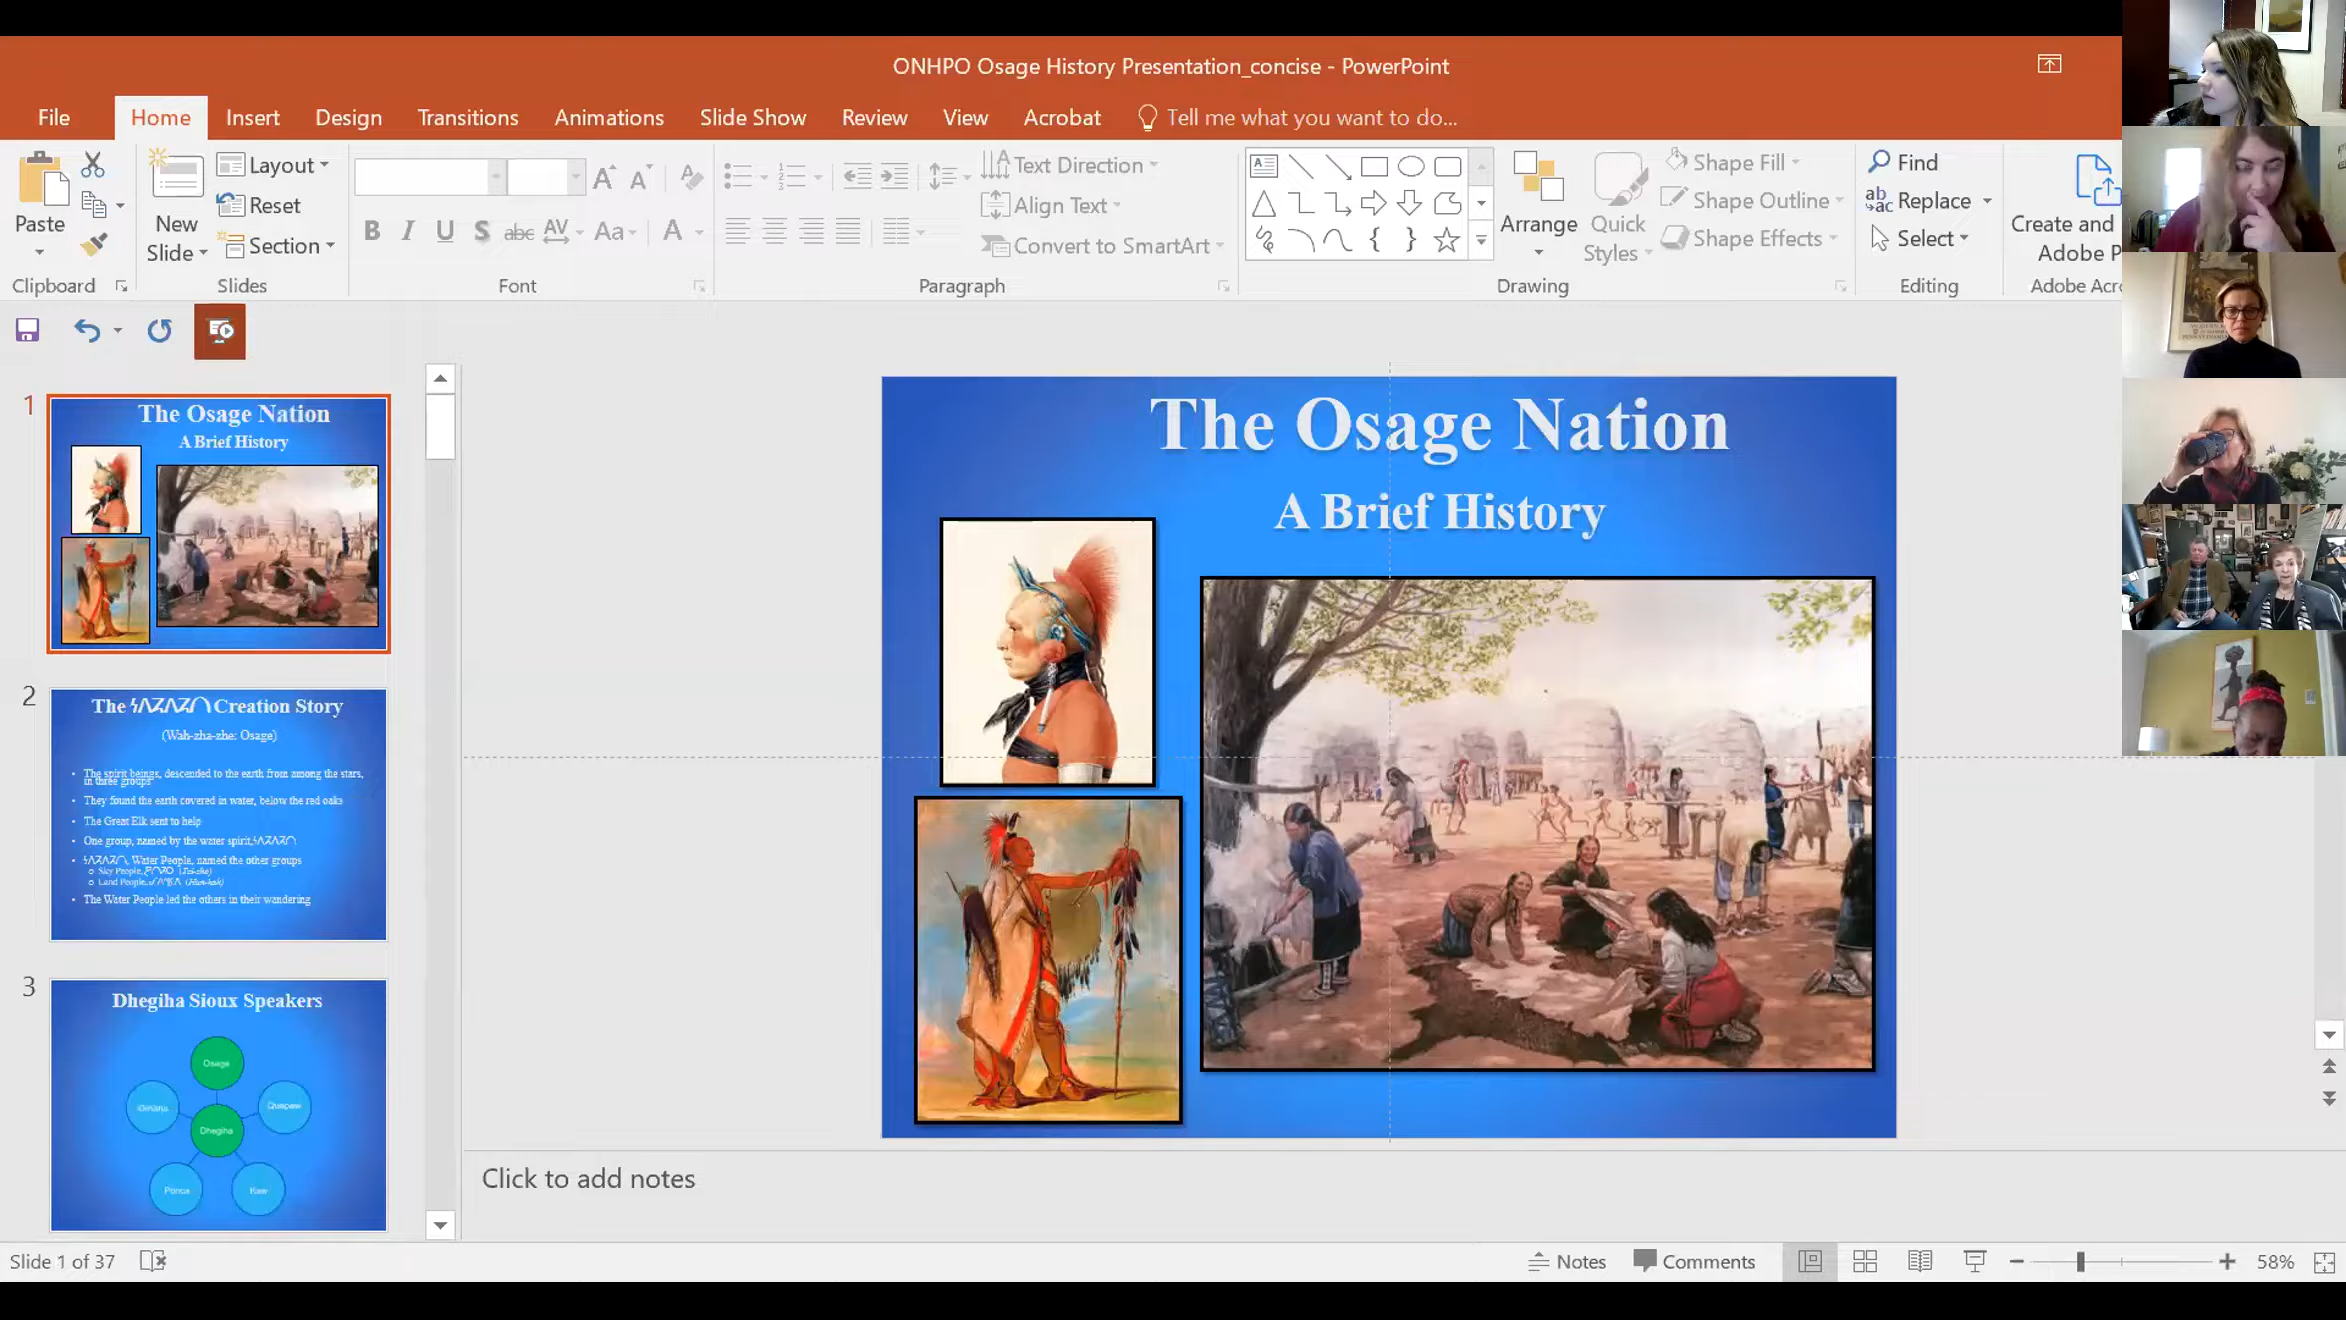 ONHPO Osage History Presentation_concise - PowerPoint
File Home Insert Design Transitions Animations Slide Show Review View Acrobat Tell me what you want to do...
Paste
New Slide
Layout
Reset
Section
B I U S abc AV Aa A
Text Direction
Align Text
Convert to SmartArt
Arrange
Quick Styles
Shape Fill
Shape Outline
Shape Effects
Find
Replace
Select
Create and
Adobe P
Clipboard Slides Font Paragraph Drawing Editing Adobe Acr
1
The Osage Nation
A Brief History
2
The 𐓏𐓘𐓓𐓘𐓓𐓟 Creation Story
(Wah-zha-zhe: Osage)
• The spirit beings, descended to the earth from among the stars,
in three groups
• They found the earth covered in water, below the red oaks
• The Great Elk sent to help
• One group, named by the water spirit,
• Water People, named the other groups
o Sky People,
o Land People,
• The Water People led the others in their wandering
3
Dhegiha Sioux Speakers
Osage
Omaha
Quapaw
Dhegiha
Ponca
Kaw
The Osage Nation
A Brief History
Click to add notes
Slide 1 of 37
Notes
Comments
58%